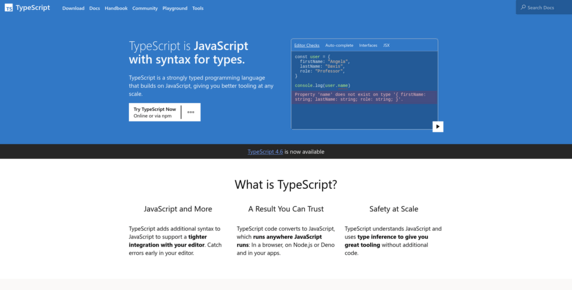 TS TypeScript Download Docs Handbook Community Playground Tools Search Docs
TypeScript is JavaScript
with syntax for types.
TypeScript is a strongly typed programming language
that builds on JavaScript, giving you better tooling at any
scale.
Try TypeScript Now
Online or via npm
Editor Checks Auto-complete Interfaces JSX
const user = {
firstName: "Angela",
lastName: "Davis",
role: "Professor",
}
console.log(user.name)
Property 'name' does not exist on type '{ firstName:
string; lastName: string; role: string; }'.
TypeScript 4.6 is now available
What is TypeScript?
JavaScript and More
TypeScript adds additional syntax to
JavaScript to support a tighter
integration with your editor. Catch
errors early in your editor.
A Result You Can Trust
TypeScript code converts to JavaScript,
which runs anywhere JavaScript
runs: In a browser, on Node.js or Deno
and in your apps.
Safety at Scale
TypeScript understands JavaScript and
uses type inference to give you
great tooling without additional
code.